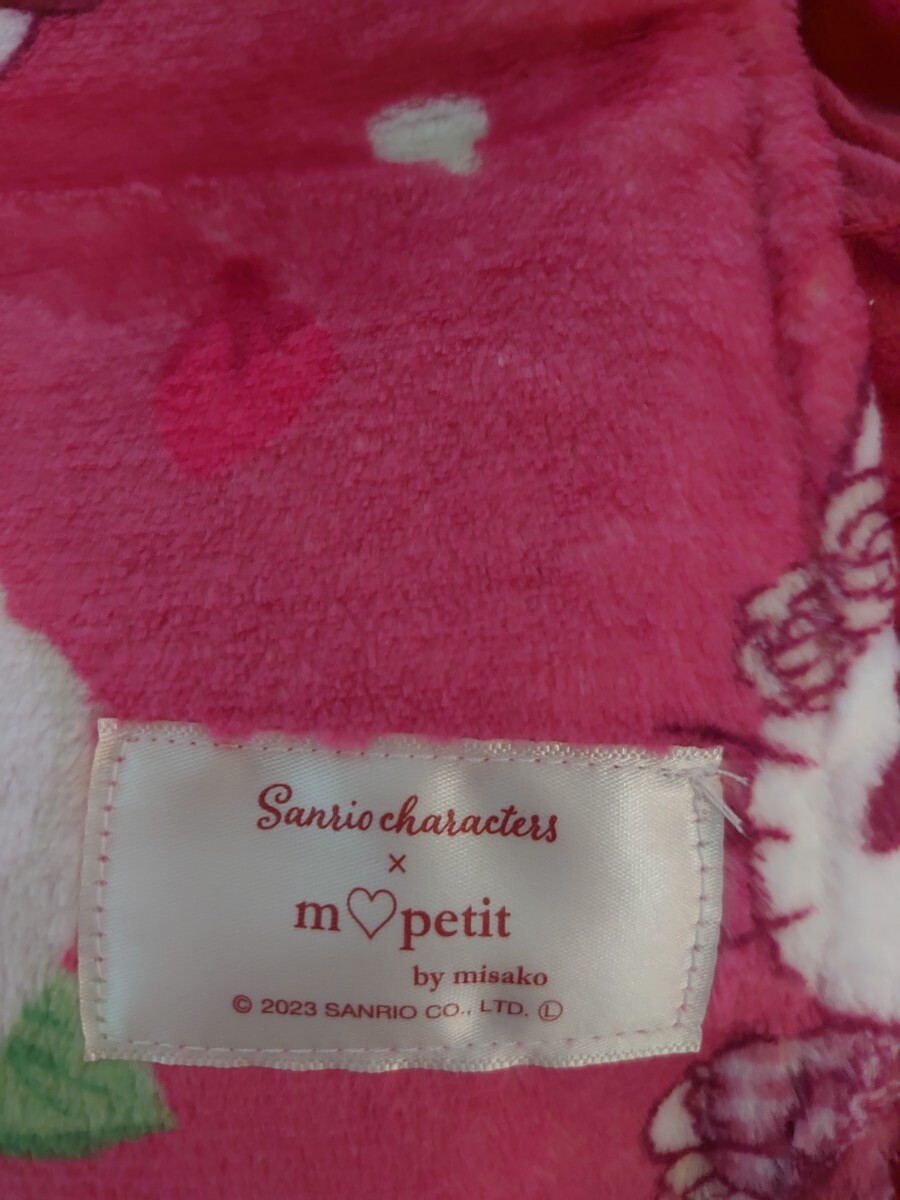 Sanrio characters
×
m♡petit
by misako
© 2023 SANRIO CO., LTD. Ⓛ